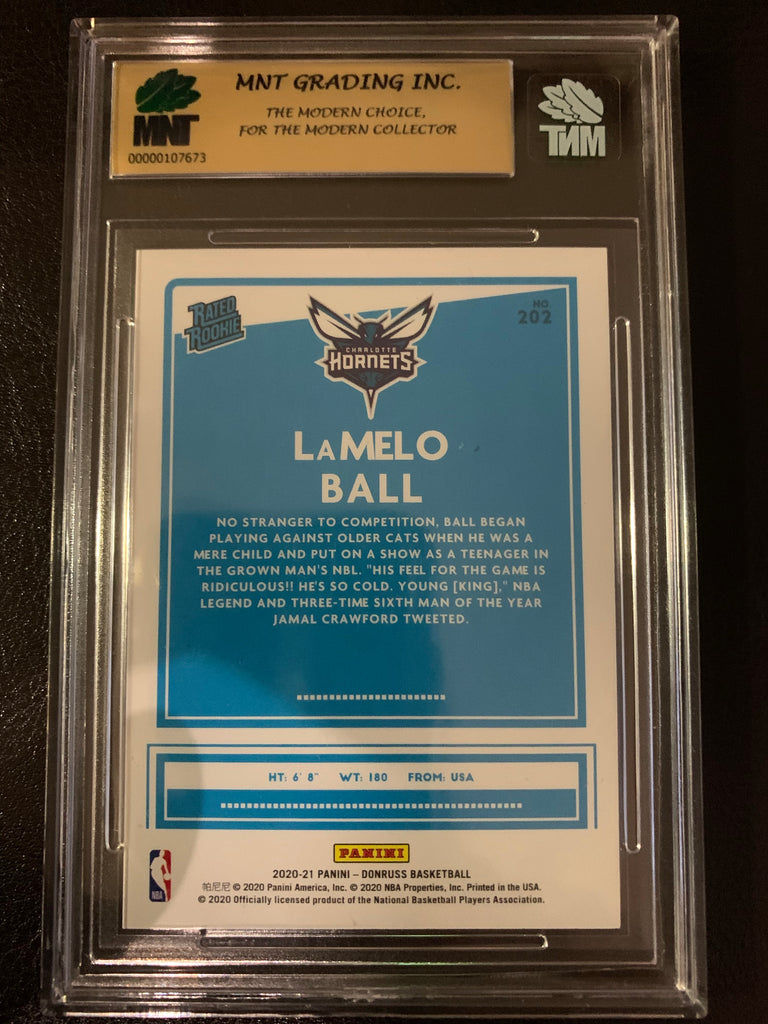 MNT GRADING INC.
THE MODERN CHOICE,
FOR THE MODERN COLLECTOR
MNT
00000107673
MNT
RATED
ROOKIE
NO
202
CHARLOTTE
HORNETS
LaMELO
BALL
NO STRANGER TO COMPETITION, BALL BEGAN
PLAYING AGAINST OLDER CATS WHEN HE WAS A
MERE CHILD AND PUT ON A SHOW AS A TEENAGER IN
THE GROWN MAN'S NBL. "HIS FEEL FOR THE GAME IS
RIDICULOUS!! HE'S SO COLD. YOUNG [KING]," NBA
LEGEND AND THREE-TIME SIXTH MAN OF THE YEAR
JAMAL CRAWFORD TWEETED.
HT: 6' 8" WT: 180 FROM: USA
PANINI
2020-21 PANINI – DONRUSS BASKETBALL
帕尼尼 © 2020 Panini America, Inc. © 2020 NBA Properties, Inc. Printed in the USA.
© 2020 Officially licensed product of the National Basketball Players Association.
NBA